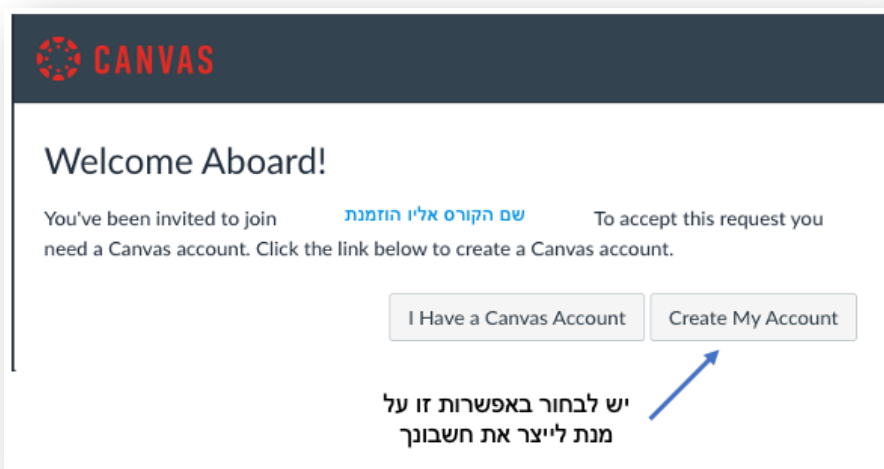 CANVAS
Welcome Aboard!
You've been invited to join שם הקורס אליו הוזמנת To accept this request you
need a Canvas account. Click the link below to create a Canvas account.
I Have a Canvas Account Create My Account
יש לבחור באפשרות זו על
מנת לייצר את חשבונך